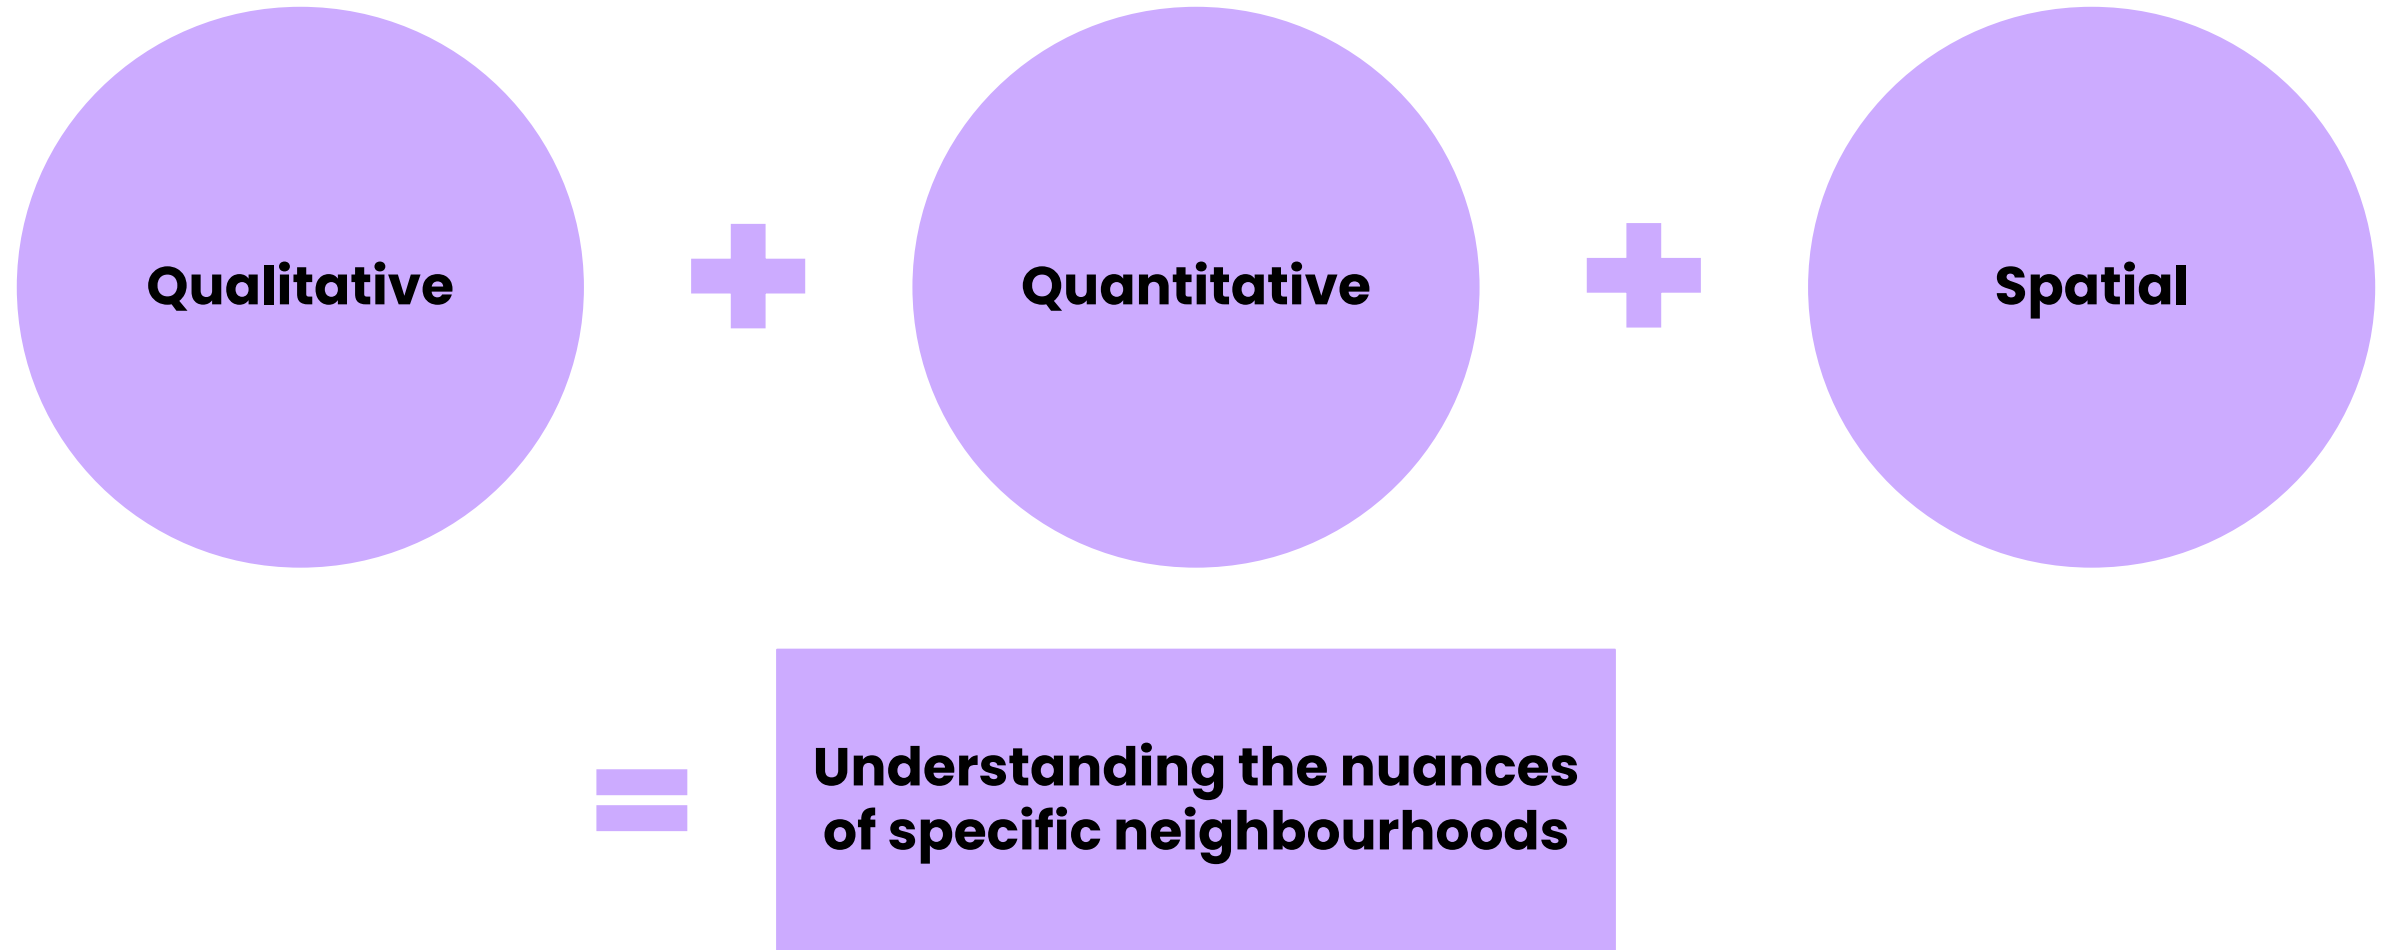 Qualitative
Quantitative
Spatial
Understanding the nuances
of specific neighbourhoods